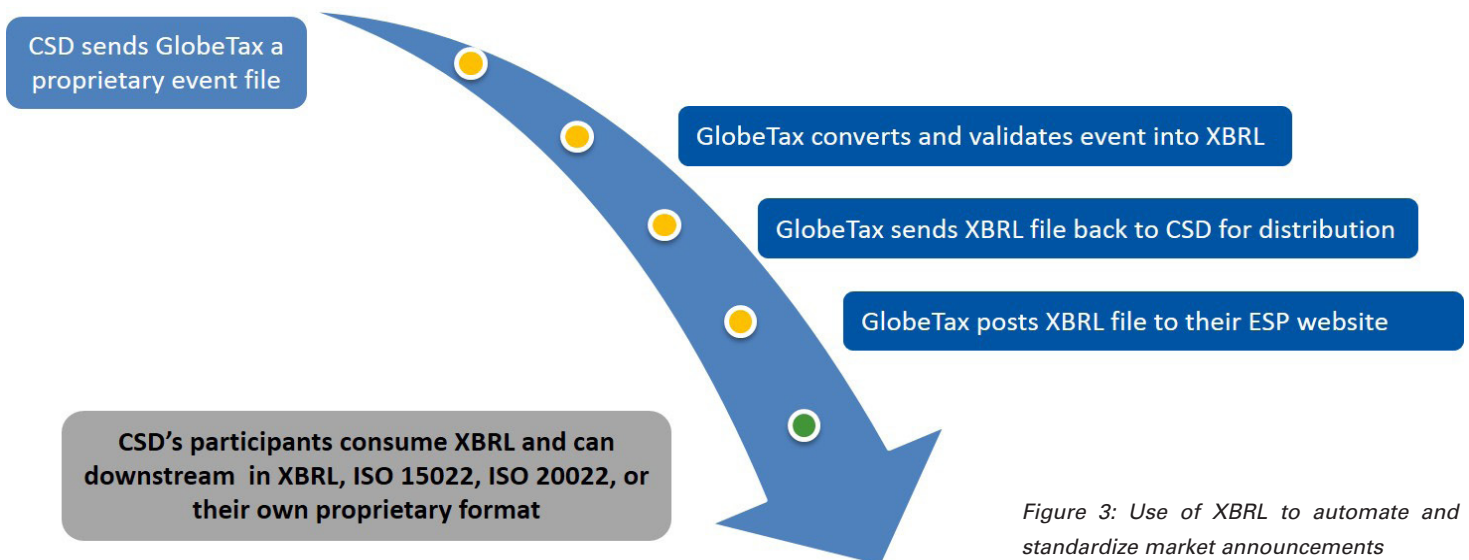 CSD sends GlobeTax a
proprietary event file
GlobeTax converts and validates event into XBRL
GlobeTax sends XBRL file back to CSD for distribution
GlobeTax posts XBRL file to their ESP website
CSD’s participants consume XBRL and can
downstream in XBRL, ISO 15022, ISO 20022, or
their own proprietary format
Figure 3: Use of XBRL to automate and
standardize market announcements